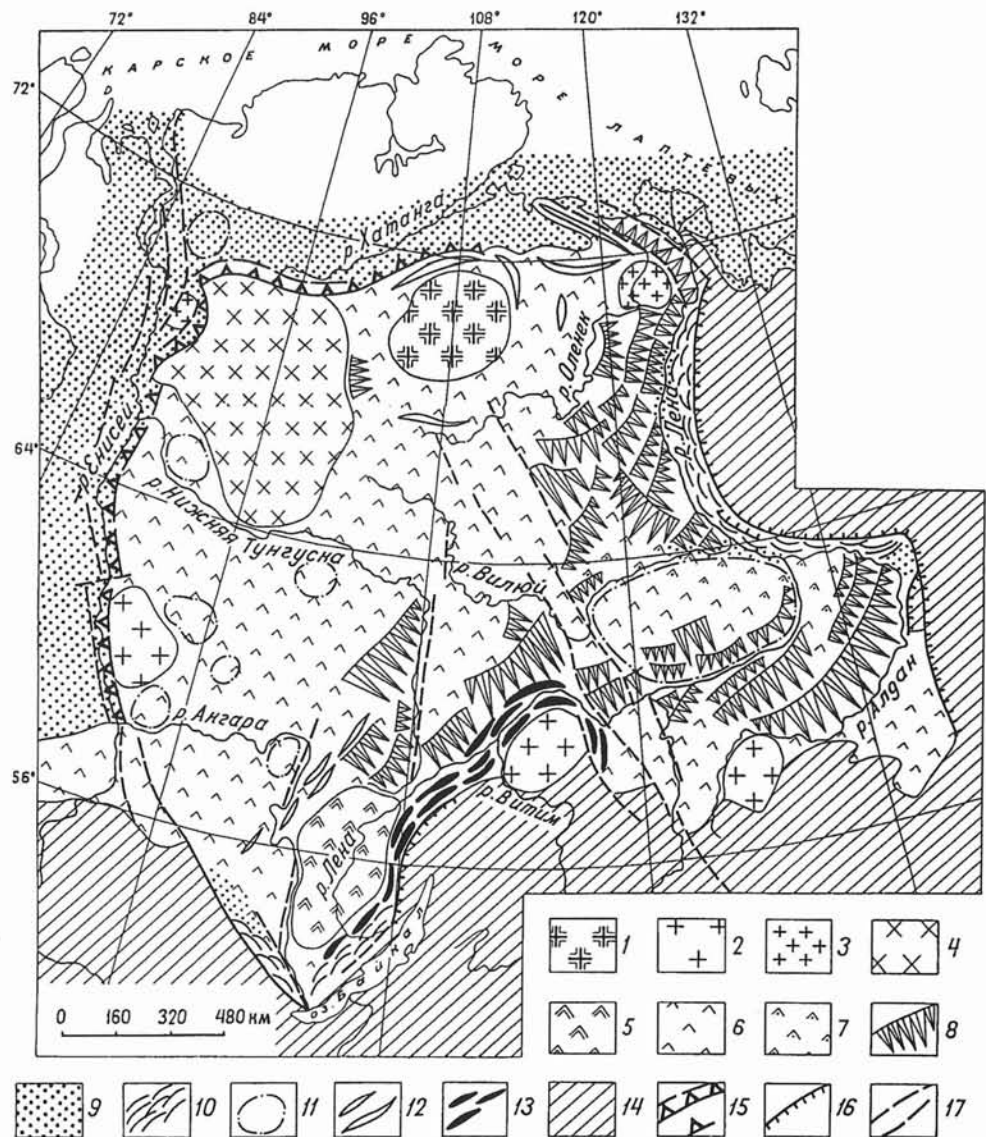 72° 84° 96° 108° 120° 132°
КАРСКОЕ МОРЕ
МОРЕ ЛАПТЕВЫХ
72°
р. Хатанга
р. Енисей
р. Оленек
р. Лена
64°
р. Нижняя Тунгуска
р. Вилюй
р. Ангара
р. Алдан
56°
р. Витим
р. Лена
оз. Байкал
0 160 320 480 км
1 2 3 4
5 6 7 8
9 10 11 12 13 14 15 16 17